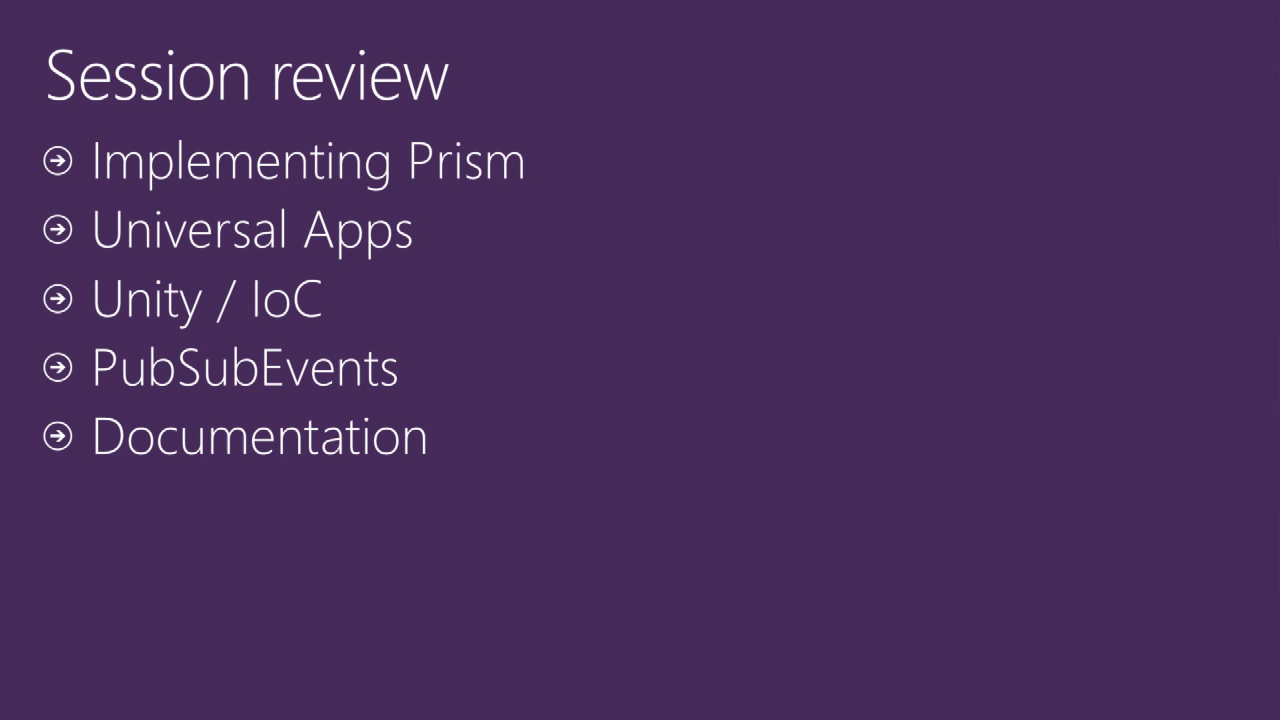 Session review
Implementing Prism
Universal Apps
Unity / IoC
PubSubEvents
Documentation